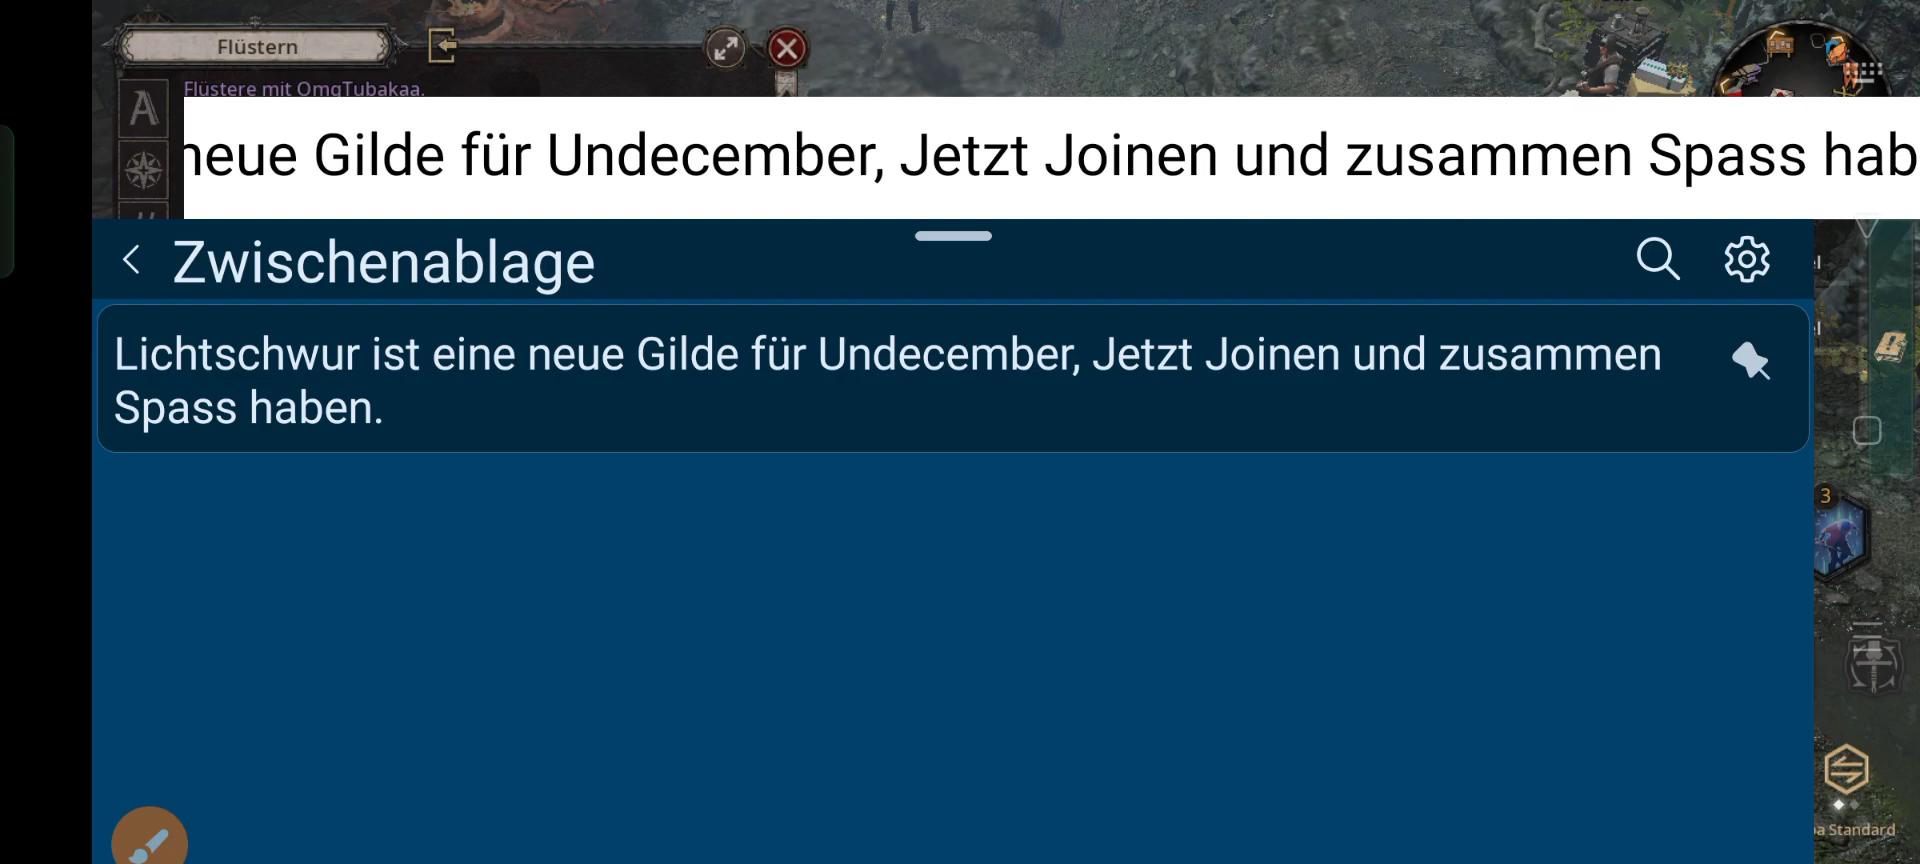 Flüstern
Flüstere mit OmgTubakaa.
neue Gilde für Undecember, Jetzt Joinen und zusammen Spass hab
Zwischenablage
Lichtschwur ist eine neue Gilde für Undecember, Jetzt Joinen und zusammen
Spass haben.
3
Standard